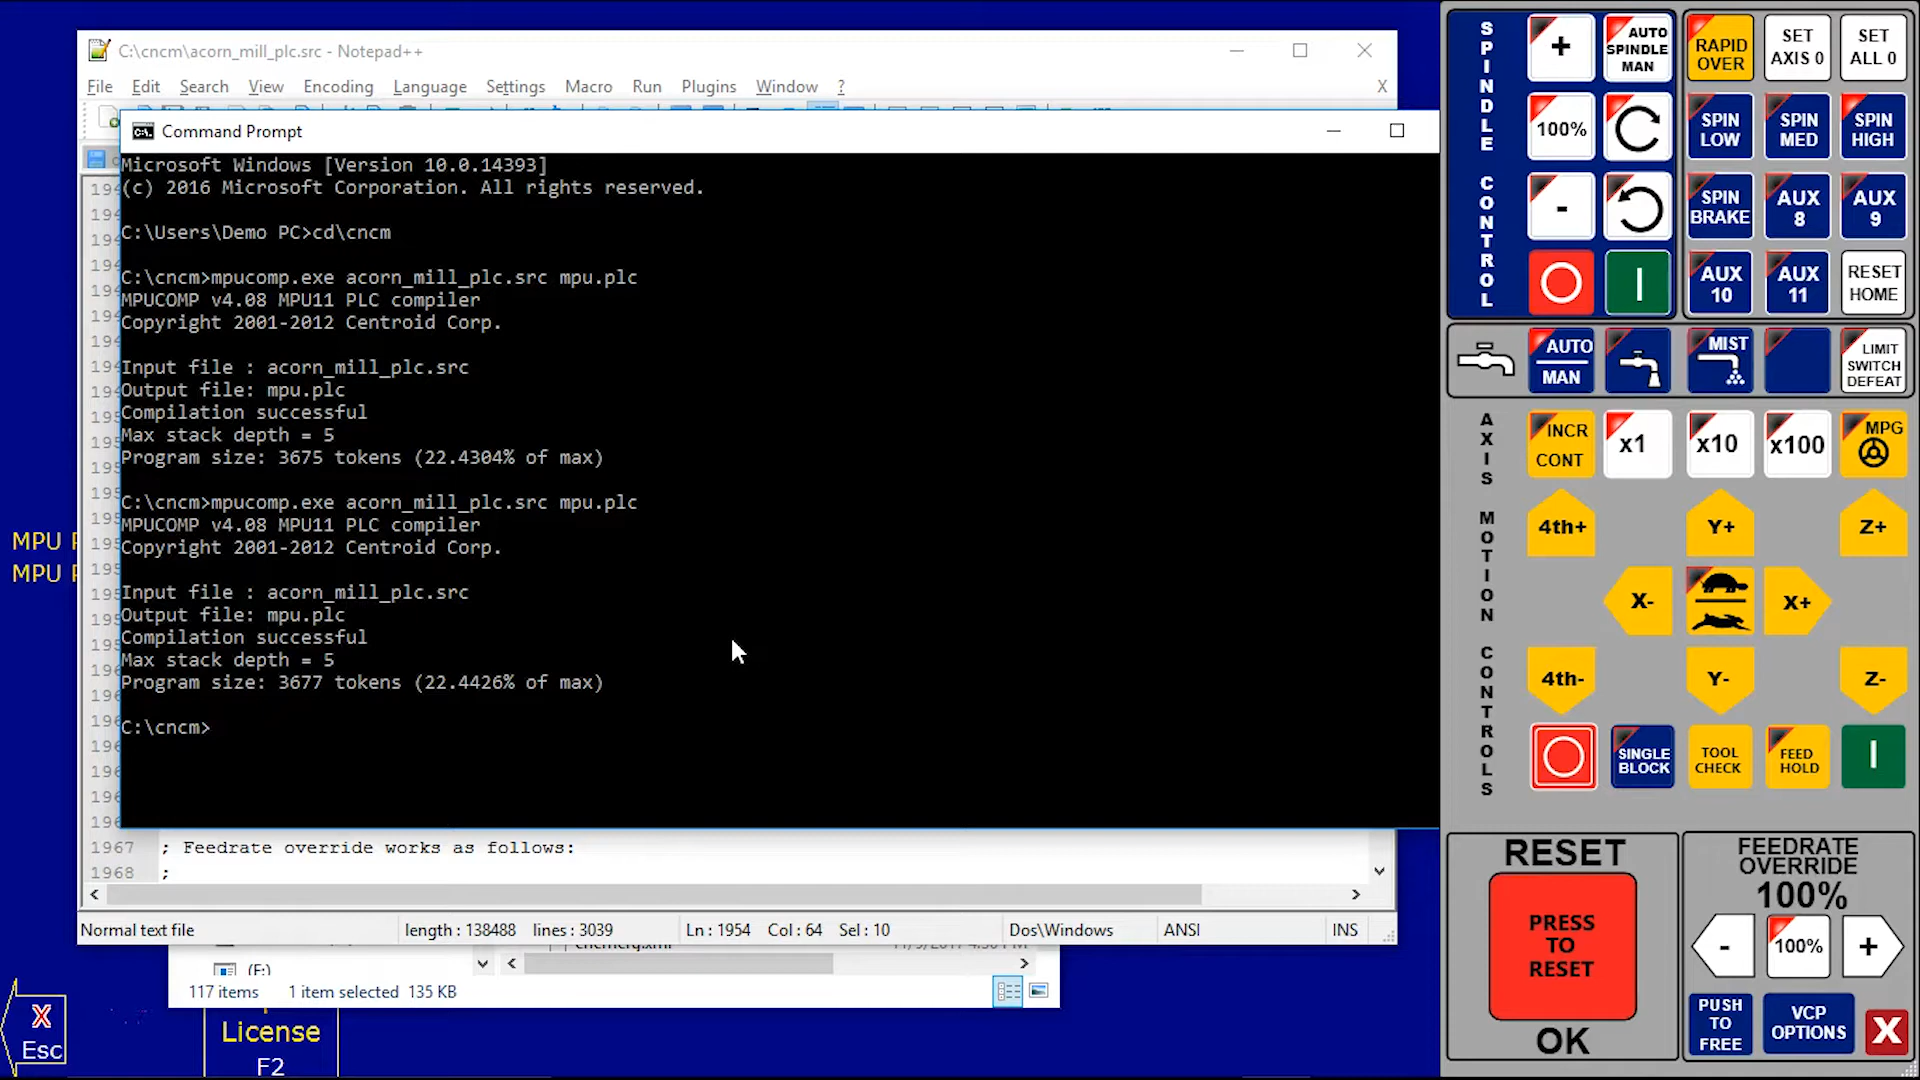 C:\cncm\acorn_mill_plc.src - Notepad++
File Edit Search View Encoding Language Settings Macro Run Plugins Window ? X
Command Prompt
Microsoft Windows [Version 10.0.14393]
(c) 2016 Microsoft Corporation. All rights reserved.
C:\Users\Demo PC>cd\cncm
C:\cncm>mpucomp.exe acorn_mill_plc.src mpu.plc
MPUCOMP v4.08 MPU11 PLC compiler
Copyright 2001-2012 Centroid Corp.
Input file : acorn_mill_plc.src
Output file: mpu.plc
Compilation successful
Max stack depth = 5
Program size: 3675 tokens (22.4304% of max)
C:\cncm>mpucomp.exe acorn_mill_plc.src mpu.plc
MPUCOMP v4.08 MPU11 PLC compiler
Copyright 2001-2012 Centroid Corp.
Input file : acorn_mill_plc.src
Output file: mpu.plc
Compilation successful
Max stack depth = 5
Program size: 3677 tokens (22.4426% of max)
C:\cncm>
1967 ; Feedrate override works as follows:
1968 ;
Normal text file length : 138488 lines : 3039 Ln : 1954 Col : 64 Sel : 10 Dos\Windows ANSI INS
(F:)
117 items 1 item selected 135 KB
MPU
MPU
X
Esc
License
F2
SPINDLE CONTROL
+
AUTO
SPINDLE
MAN
RAPID
OVER
SET
AXIS 0
SET
ALL 0
100%
SPIN
LOW
SPIN
MED
SPIN
HIGH
-
SPIN
BRAKE
AUX
8
AUX
9
AUX
10
AUX
11
RESET
HOME
AUTO
MAN
MIST
LIMIT
SWITCH
DEFEAT
AXIS MOTION CONTROLS
INCR
CONT
x1
x10
x100
MPG
4th+
Y+
Z+
X-
X+
4th-
Y-
Z-
SINGLE
BLOCK
TOOL
CHECK
FEED
HOLD
RESET
PRESS
TO
RESET
OK
FEEDRATE
OVERRIDE
100%
-
100%
+
PUSH
TO
FREE
VCP
OPTIONS
X